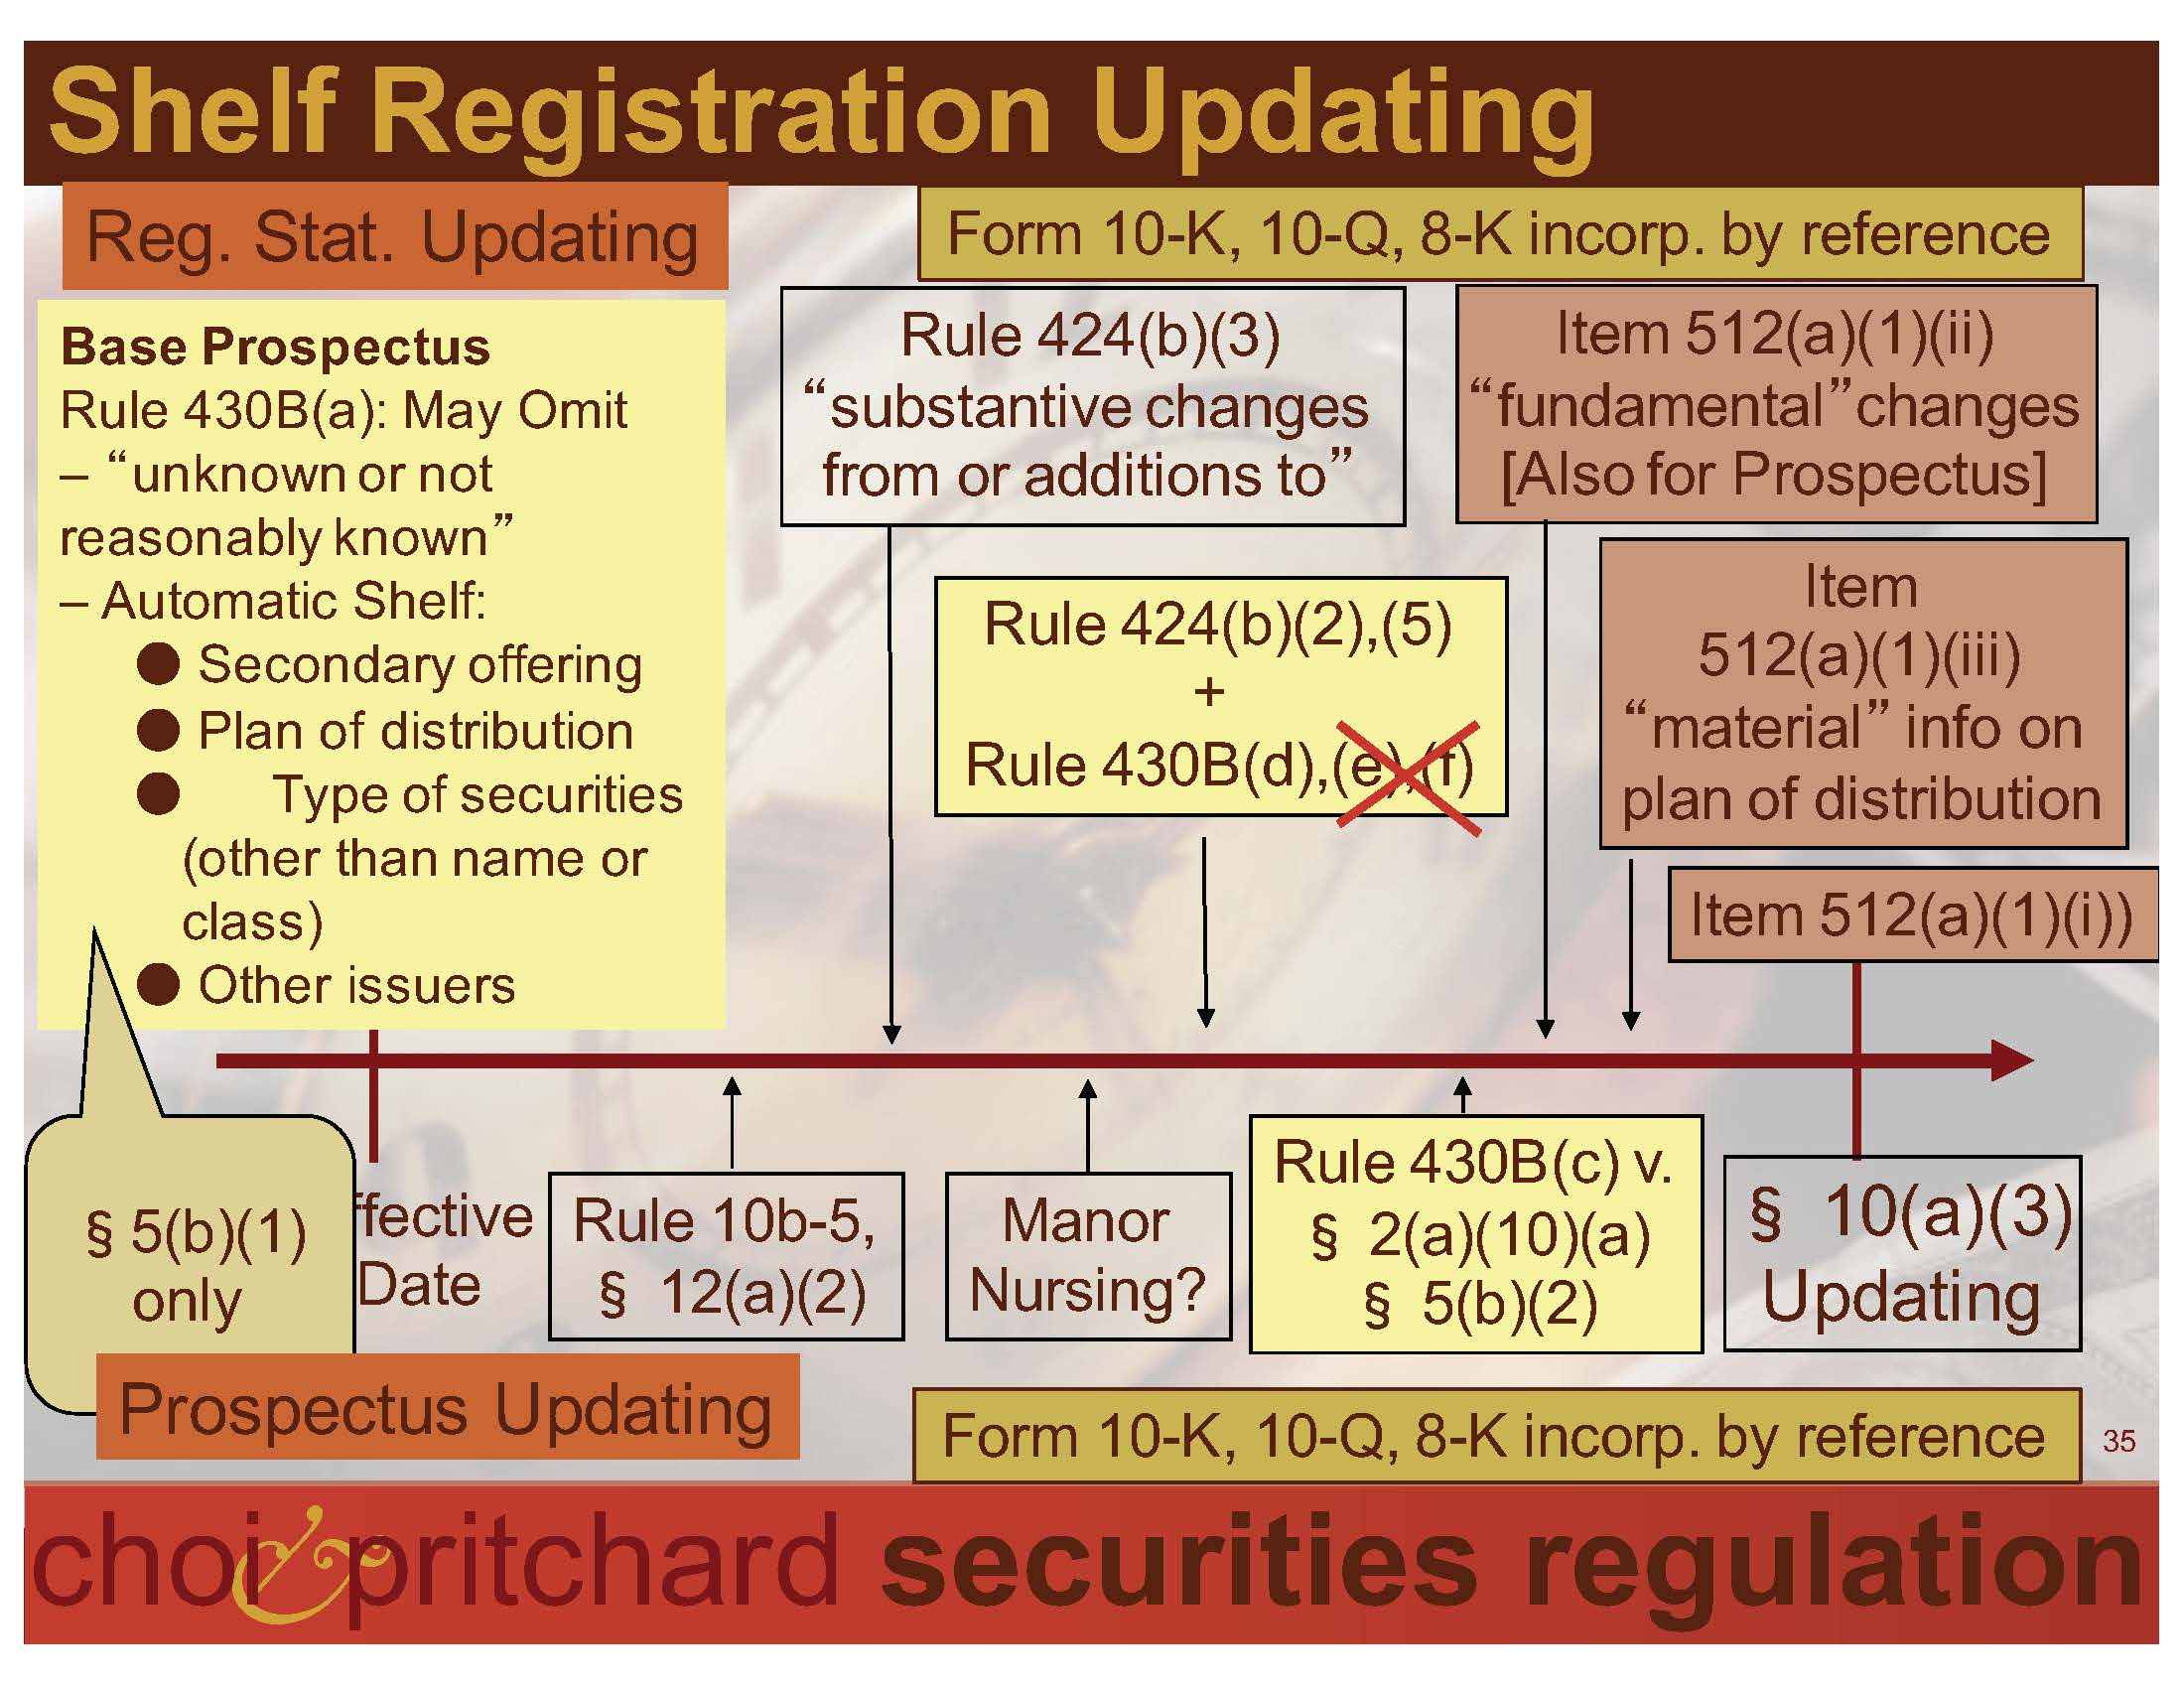 Shelf Registration Updating
Reg. Stat. Updating
Form 10-K, 10-Q, 8-K incorp. by reference
Base Prospectus
Rule 430B(a): May Omit
– “unknown or not
reasonably known”
– Automatic Shelf:
● Secondary offering
● Plan of distribution
● Type of securities
(other than name or
class)
● Other issuers
Rule 424(b)(3)
“substantive changes
from or additions to”
Item 512(a)(1)(ii)
“fundamental”changes
[Also for Prospectus]
Rule 424(b)(2),(5)
+
Rule 430B(d),(e),(f)
Item
512(a)(1)(iii)
“material” info on
plan of distribution
Item 512(a)(1)(i))
§ 5(b)(1)
only
ffective
Date
Rule 10b-5,
§ 12(a)(2)
Manor
Nursing?
Rule 430B(c) v.
§ 2(a)(10)(a)
§ 5(b)(2)
§ 10(a)(3)
Updating
Prospectus Updating
Form 10-K, 10-Q, 8-K incorp. by reference
35
choi&pritchard securities regulation